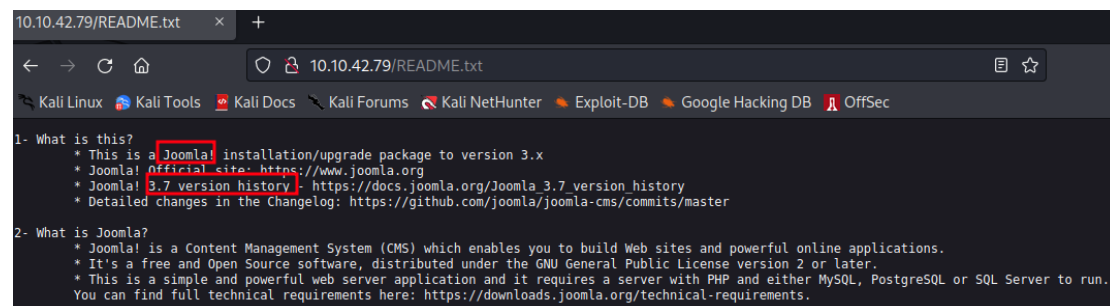 10.10.42.79/README.txt × +
10.10.42.79/README.txt
Kali Linux Kali Tools Kali Docs Kali Forums Kali NetHunter Exploit-DB Google Hacking DB OffSec
1- What is this?
* This is a Joomla! installation/upgrade package to version 3.x
* Joomla! Official site: https://www.joomla.org
* Joomla! 3.7 version history - https://docs.joomla.org/Joomla_3.7_version_history
* Detailed changes in the Changelog: https://github.com/joomla/joomla-cms/commits/master
2- What is Joomla?
* Joomla! is a Content Management System (CMS) which enables you to build Web sites and powerful online applications.
* It's a free and Open Source software, distributed under the GNU General Public License version 2 or later.
* This is a simple and powerful web server application and it requires a server with PHP and either MySQL, PostgreSQL or SQL Server to run.
You can find full technical requirements here: https://downloads.joomla.org/technical-requirements.